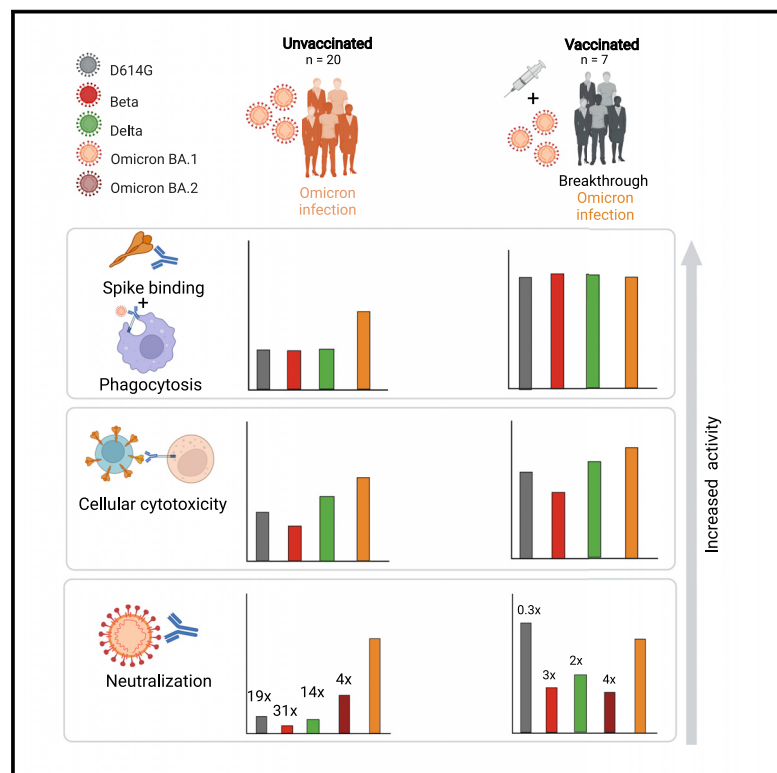 D614G
Beta
Delta
Omicron BA.1
Omicron BA.2
Unvaccinated
n = 20
Omicron
infection
Vaccinated
n = 7
+
Breakthrough
Omicron
infection
Spike binding
+
Phagocytosis
Cellular cytotoxicity
Neutralization
19x
31x
14x
4x
0.3x
3x
2x
4x
Increased activity